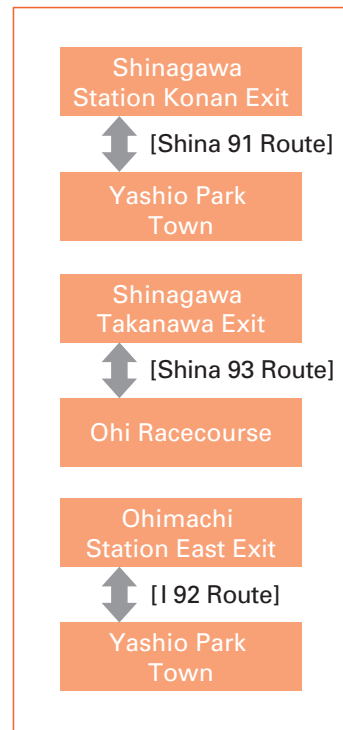 Shinagawa
Station Konan Exit
[Shina 91 Route]
Yashio Park
Town
Shinagawa
Takanawa Exit
[Shina 93 Route]
Ohi Racecourse
Ohimachi
Station East Exit
[I 92 Route]
Yashio Park
Town